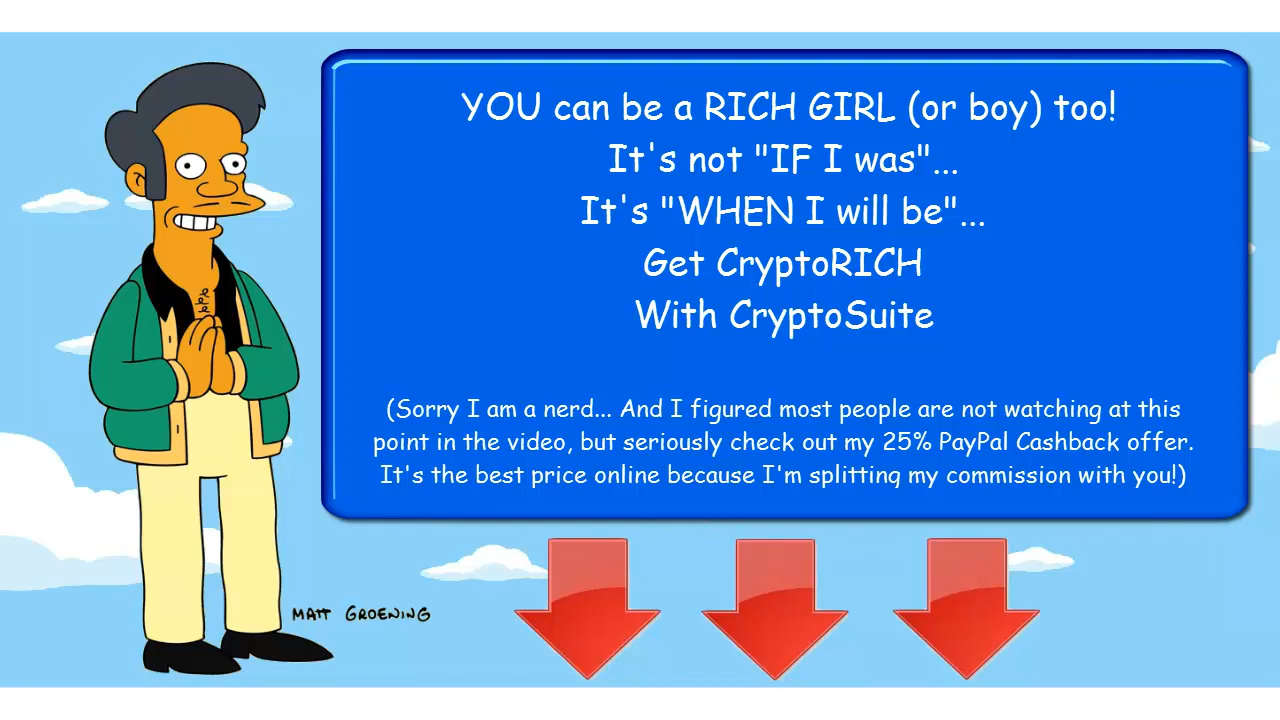 YOU can be a RICH GIRL (or boy) too!
It's not "IF I was"...
It's "WHEN I will be"...
Get CryptoRICH
With CryptoSuite
(Sorry I am a nerd... And I figured most people are not watching at this
point in the video, but seriously check out my 25% PayPal Cashback offer.
It's the best price online because I'm splitting my commission with you!)
MATT GROENING